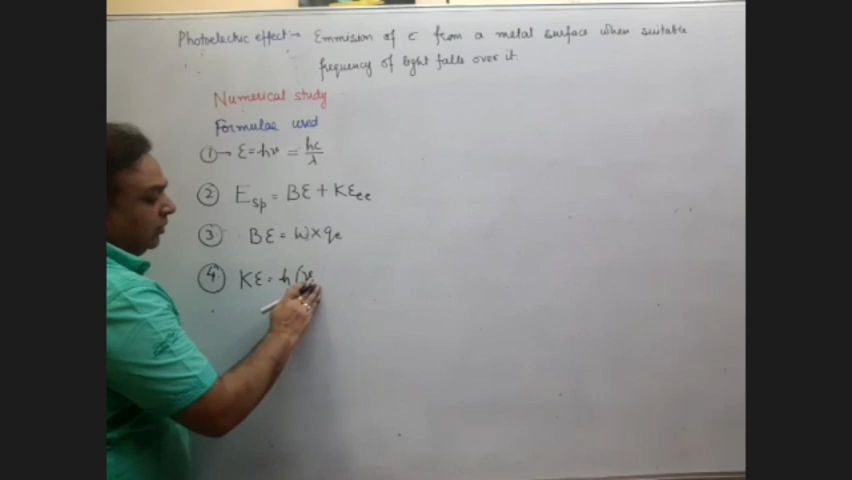 Photoelectric effect:→ Emmision of e⁻ from a metal surface when suitable
frequency of light falls over it.
Numerical study
Formulae used
① → E = hν = hc/λ
② E_sp = BE + KE_ee
③ BE = W × q_e
④ KE = h(ν